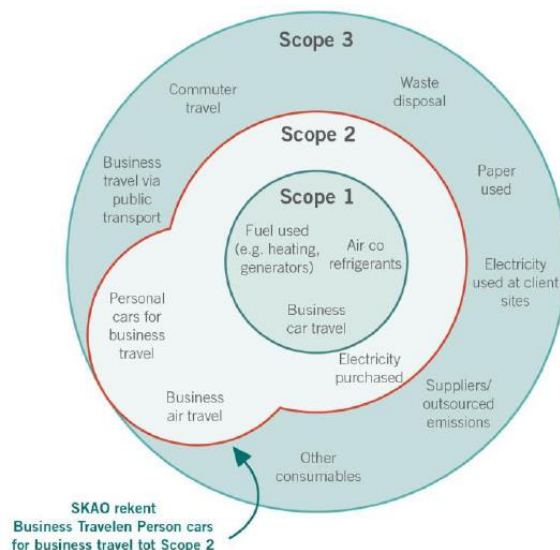 Scope 3
Commuter
travel
Waste
disposal
Scope 2
Business
travel via
public
transport
Paper
used
Scope 1
Fuel used
(e.g. heating,
generators)
Air co
refrigerants
Electricity
used at client
sites
Personal
cars for
business
travel
Business
car travel
Electricity
purchased
Business
air travel
Suppliers/
outsourced
emissions
Other
consumables
SKAO rekent
Business Travelen Person cars
for business travel tot Scope 2